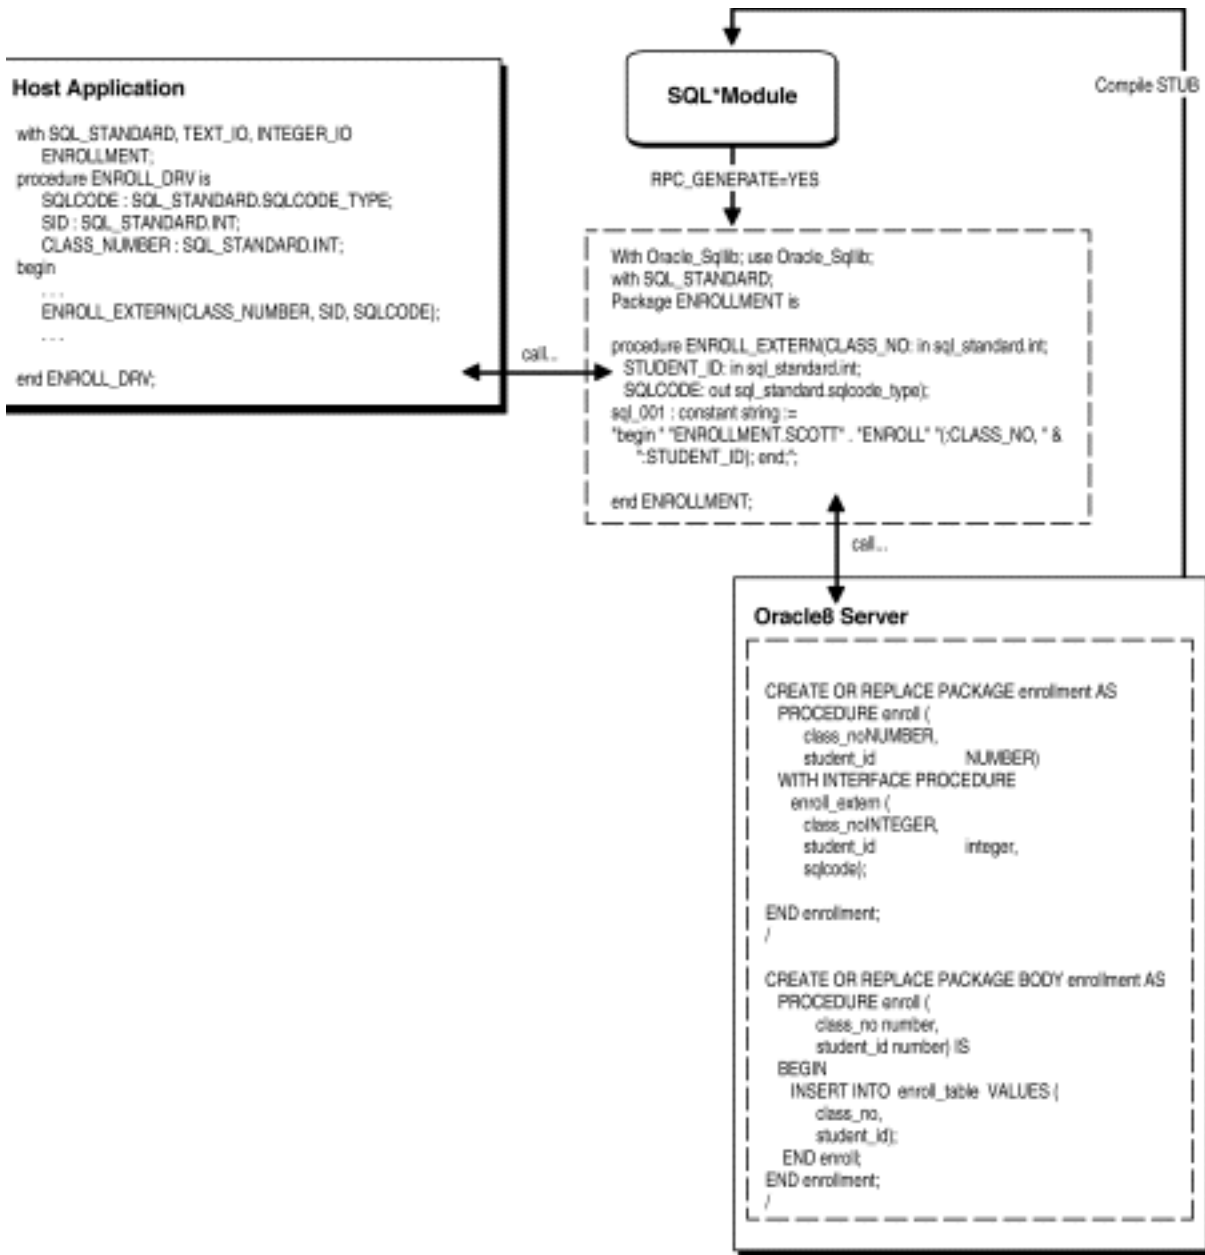 Host Application
with SQL_STANDARD, TEXT_IO, INTEGER_IO
ENROLLMENT;
procedure ENROLL_DRV is
SQLCODE : SQL_STANDARD.SQLCODE_TYPE;
SID : SQL_STANDARD.INT;
CLASS_NUMBER : SQL_STANDARD.INT;
begin
. . .
ENROLL_EXTERN(CLASS_NUMBER, SID, SQLCODE);
. . .
end ENROLL_DRV;
call...
SQL*Module
Compile STUB
RPC_GENERATE=YES
With Oracle_Sqllib; use Oracle_Sqllib;
with SQL_STANDARD;
Package ENROLLMENT is
procedure ENROLL_EXTERN(CLASS_NO: in sql_standard.int;
STUDENT_ID: in sql_standard.int;
SQLCODE: out sql_standard.sqlcode_type);
sql_001 : constant string :=
"begin " "ENROLLMENT.SCOTT" . "ENROLL" "(:CLASS_NO, " &
":STUDENT_ID); end;";
end ENROLLMENT;
call...
Oracle8 Server
CREATE OR REPLACE PACKAGE enrollment AS
PROCEDURE enroll (
class_noNUMBER,
student_id NUMBER)
WITH INTERFACE PROCEDURE
enroll_extern (
class_noINTEGER,
student_id integer,
sqlcode);
END enrollment;
/
CREATE OR REPLACE PACKAGE BODY enrollment AS
PROCEDURE enroll (
class_no number,
student_id number) IS
BEGIN
INSERT INTO enroll_table VALUES (
class_no,
student_id);
END enroll;
END enrollment;
/